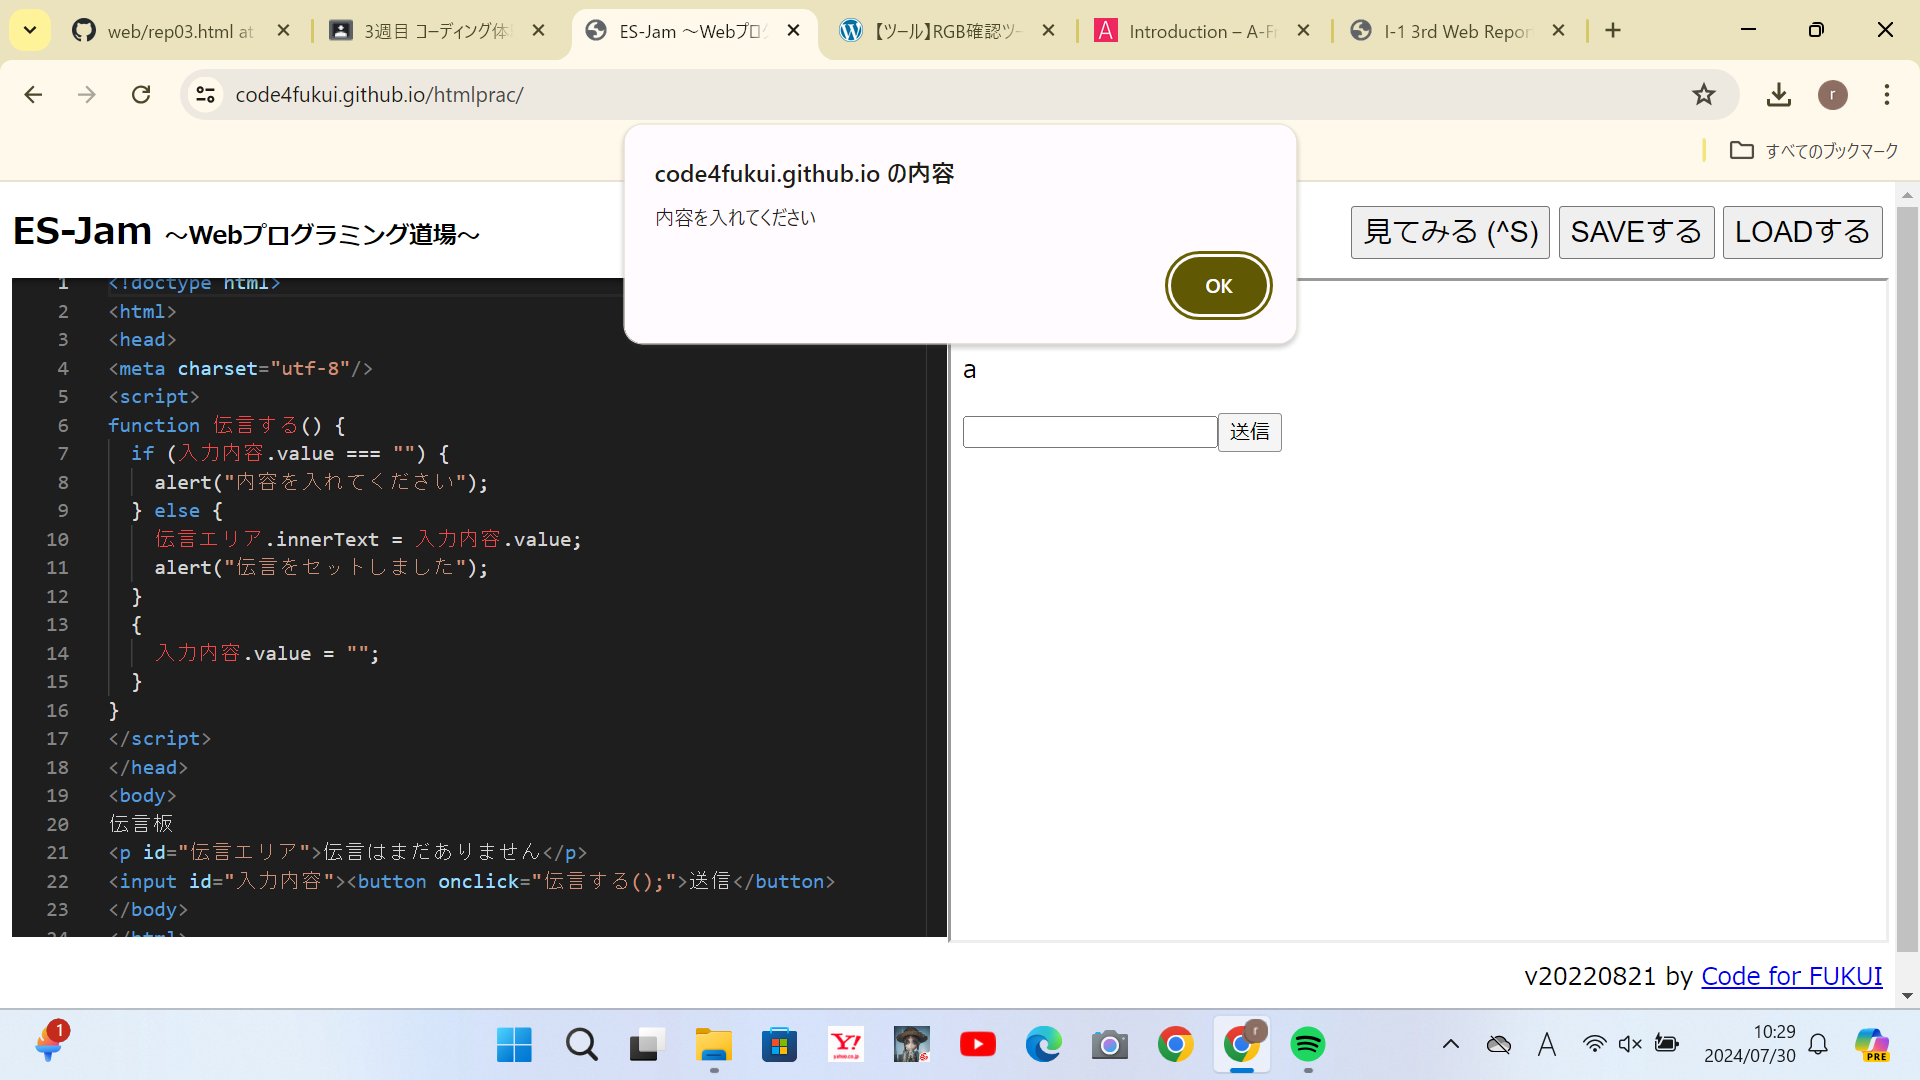 web/rep03.html at
3週目 コーディング体
ES-Jam ～Webプロ
【ツール】RGB確認ツー
Introduction – A-F
I-1 3rd Web Repor
code4fukui.github.io/htmlprac/
r
すべてのブックマーク
code4fukui.github.io の内容
内容を入れてください
OK
ES-Jam ～Webプログラミング道場～
見てみる (^S)
SAVEする
LOADする
1 <!doctype html>
2 <html>
3 <head>
4 <meta charset="utf-8"/>
5 <script>
6 function 伝言する() {
7 if (入力内容.value === "") {
8 alert("内容を入れてください");
9 } else {
10 伝言エリア.innerText = 入力内容.value;
11 alert("伝言をセットしました");
12 }
13 {
14 入力内容.value = "";
15 }
16 }
17 </script>
18 </head>
19 <body>
20 伝言板
21 <p id="伝言エリア">伝言はまだありません</p>
22 <input id="入力内容"><button onclick="伝言する();">送信</button>
23 </body>
24 </html>
a
送信
v20220821 by Code for FUKUI
1
Y!
yahoo.co.jp
r
A
10:29
2024/07/30
PRE